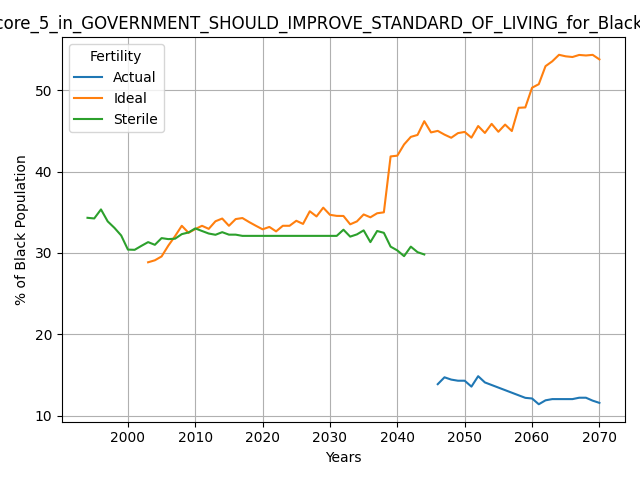 core_5_in_GOVERNMENT_SHOULD_IMPROVE_STANDARD_OF_LIVING_for_Black
Fertility
Actual
Ideal
Sterile
% of Black Population
50
40
30
20
10
2000 2010 2020 2030 2040 2050 2060 2070
Years